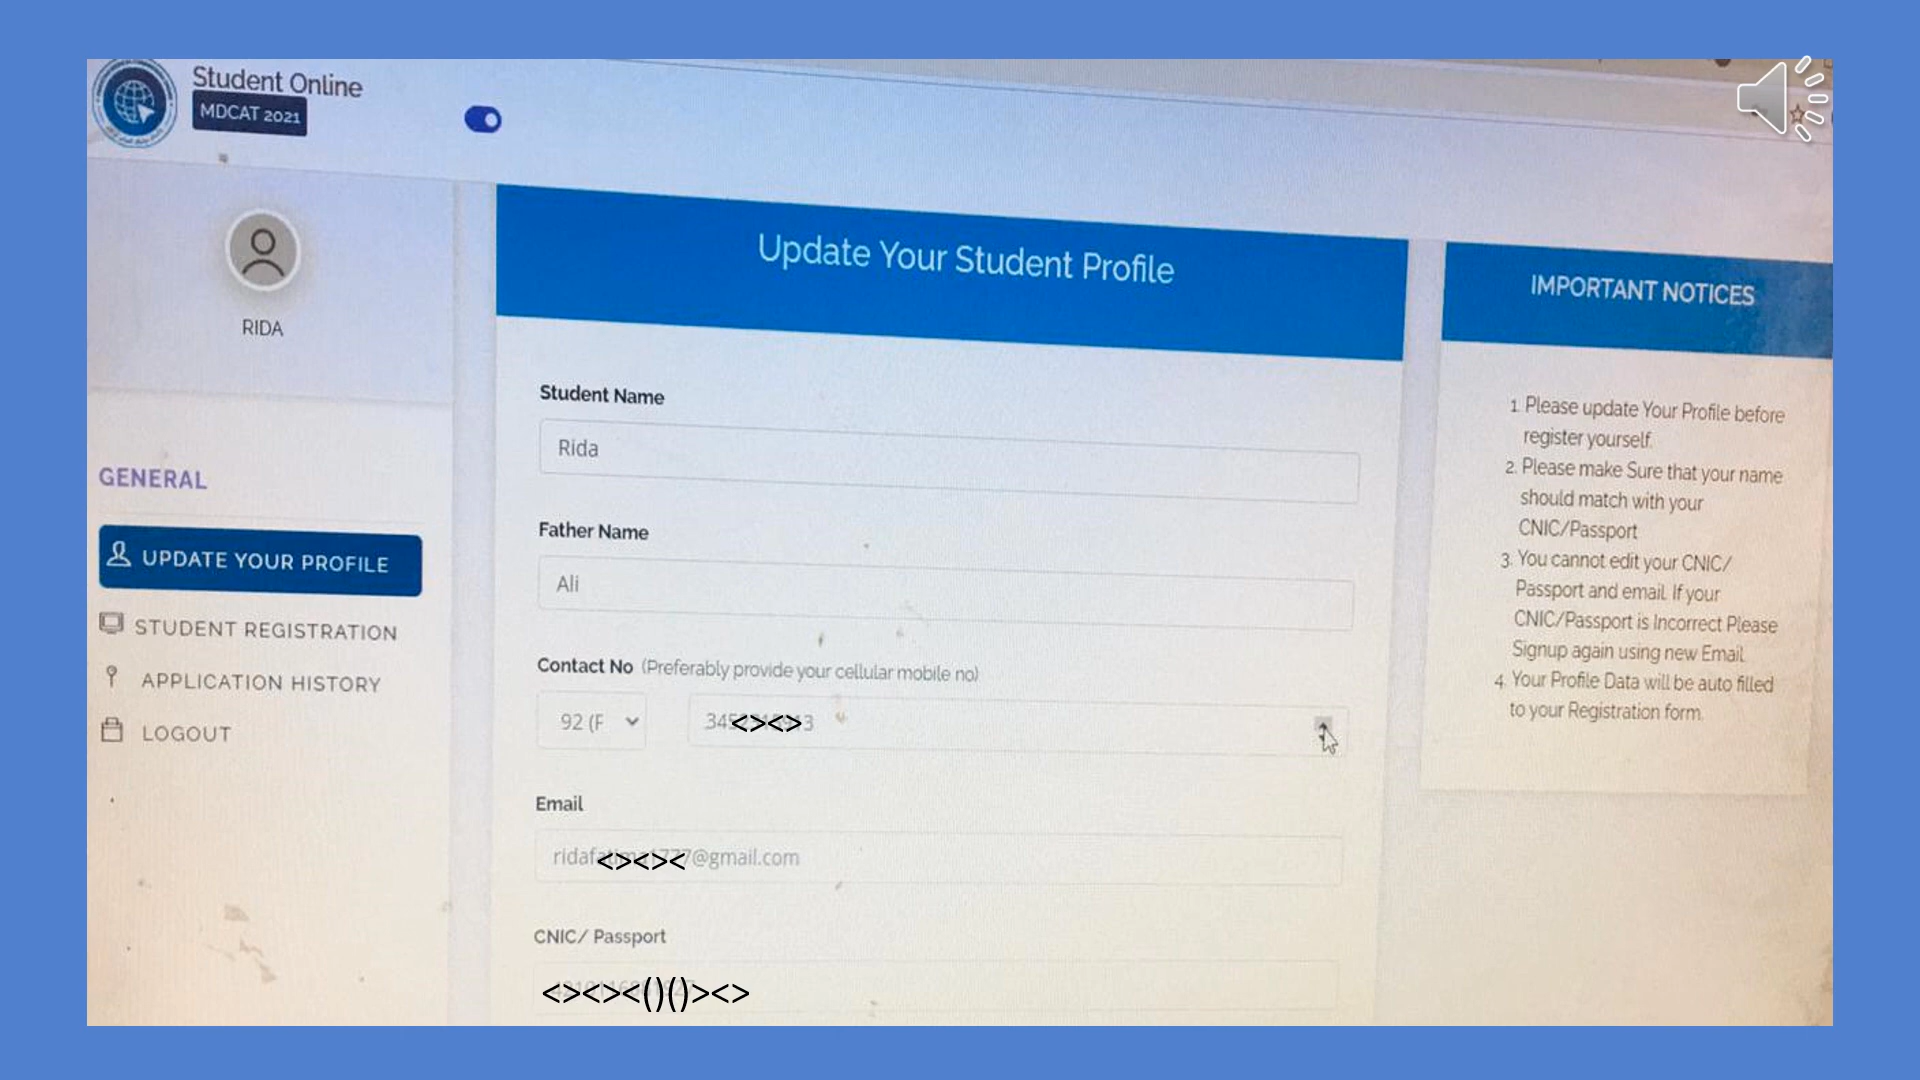 Student Online
MDCAT 2021
RIDA
GENERAL
UPDATE YOUR PROFILE
STUDENT REGISTRATION
APPLICATION HISTORY
LOGOUT
Update Your Student Profile
Student Name
Rida
Father Name
Ali
Contact No (Preferably provide your cellular mobile no)
92 (F
<><>
Email
<><><
@gmail.com
CNIC/ Passport
<><><()()><>
IMPORTANT NOTICES
1. Please update Your Profile before
register yourself.
2. Please make Sure that your name
should match with your
CNIC/Passport
3. You cannot edit your CNIC/
Passport and email. If your
CNIC/Passport is Incorrect Please
Signup again using new Email.
4. Your Profile Data will be auto filled
to your Registration form.